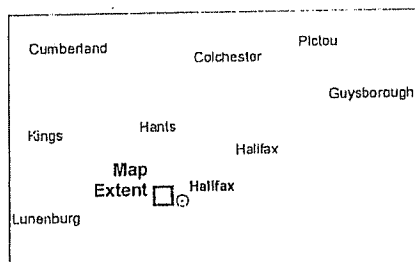 Cumberland
Pictou
Colchester
Guysborough
Kings
Hants
Halifax
Map
Extent
Halifax
Lunenburg